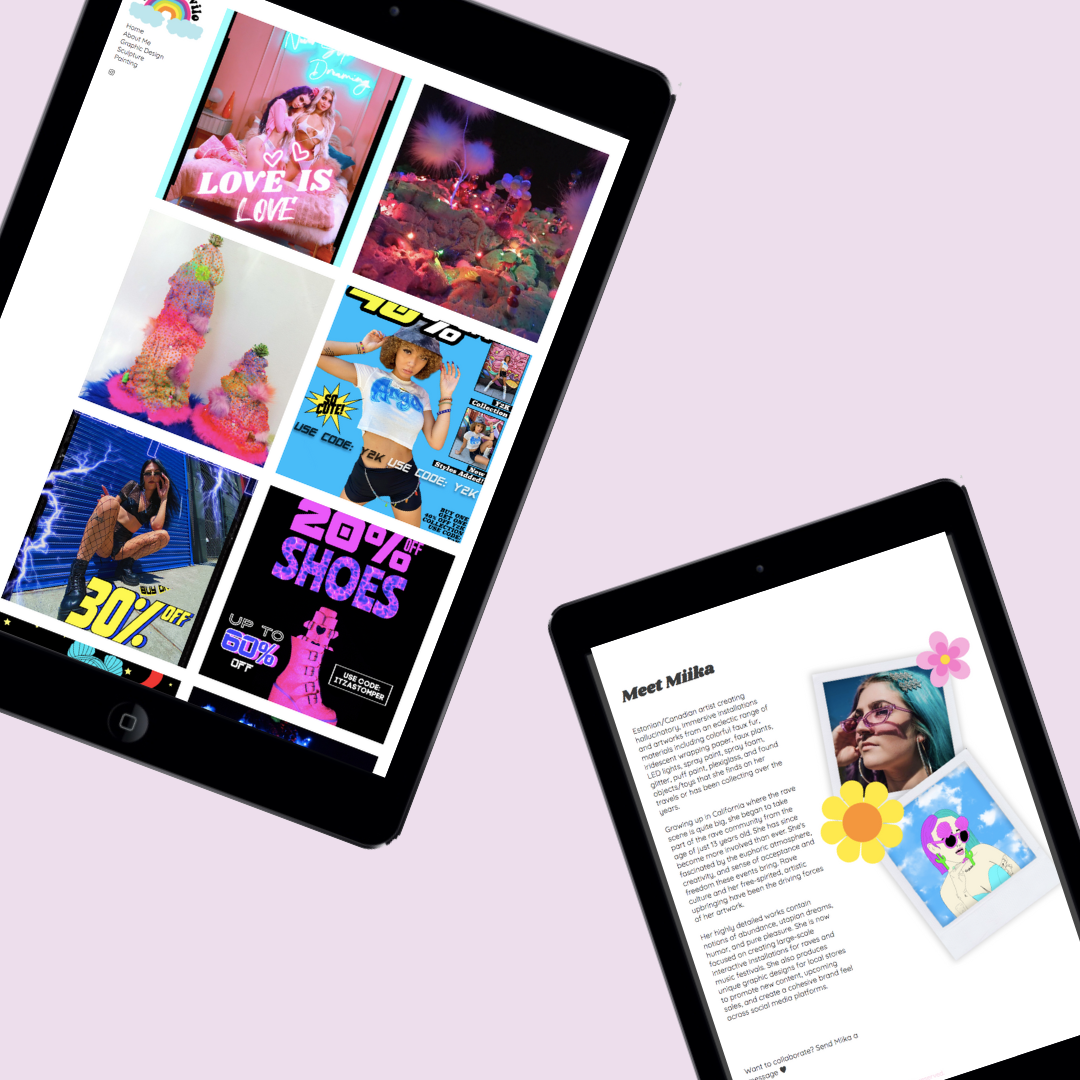 Home
About Me
Graphic Design
Sculpture
Painting
Dreaming
LOVE IS
LOVE
40%
SO
CUTE!
USE CODE: Y2K USE CODE: Y2K
Y2K
Collection
New
Styles Added!
BUY ONE
GET ONE
40% OFF Y2K
COLLECTION
USE CODE:
BUY
30% OFF
20% OFF
SHOES
UP TO
60%
OFF
USE CODE:
ITZASTOMPER
Meet Miika
Estonian/Canadian artist creating
hallucinatory, immersive installations
and artworks from an eclectic range of
materials including colorful faux fur,
iridescent wrapping paper, faux plants,
LED lights, spray paint, spray foam,
glitter, puff paint, plexiglass, and found
objects/toys that she finds on her
travels or has been collecting over the
years.
Growing up in California where the rave
scene is quite big, she began to take
part of the rave community from the
age of just 13 years old. She has since
become more involved than ever. She's
fascinated by the euphoric atmosphere,
creativity, and sense of acceptance and
freedom these events bring. Rave
culture and her free-spirited, artistic
upbringing have been the driving forces
of her artwork.
Her highly detailed works contain
notions of abundance, utopian dreams,
humor, and pure pleasure. She is now
focused on creating large-scale
interactive installations for raves and
music festivals. She also produces
unique graphic designs for local stores
to promote new content, upcoming
sales, and create a cohesive brand feel
across social media platforms.
Want to collaborate? Send Miika a
message 🖤